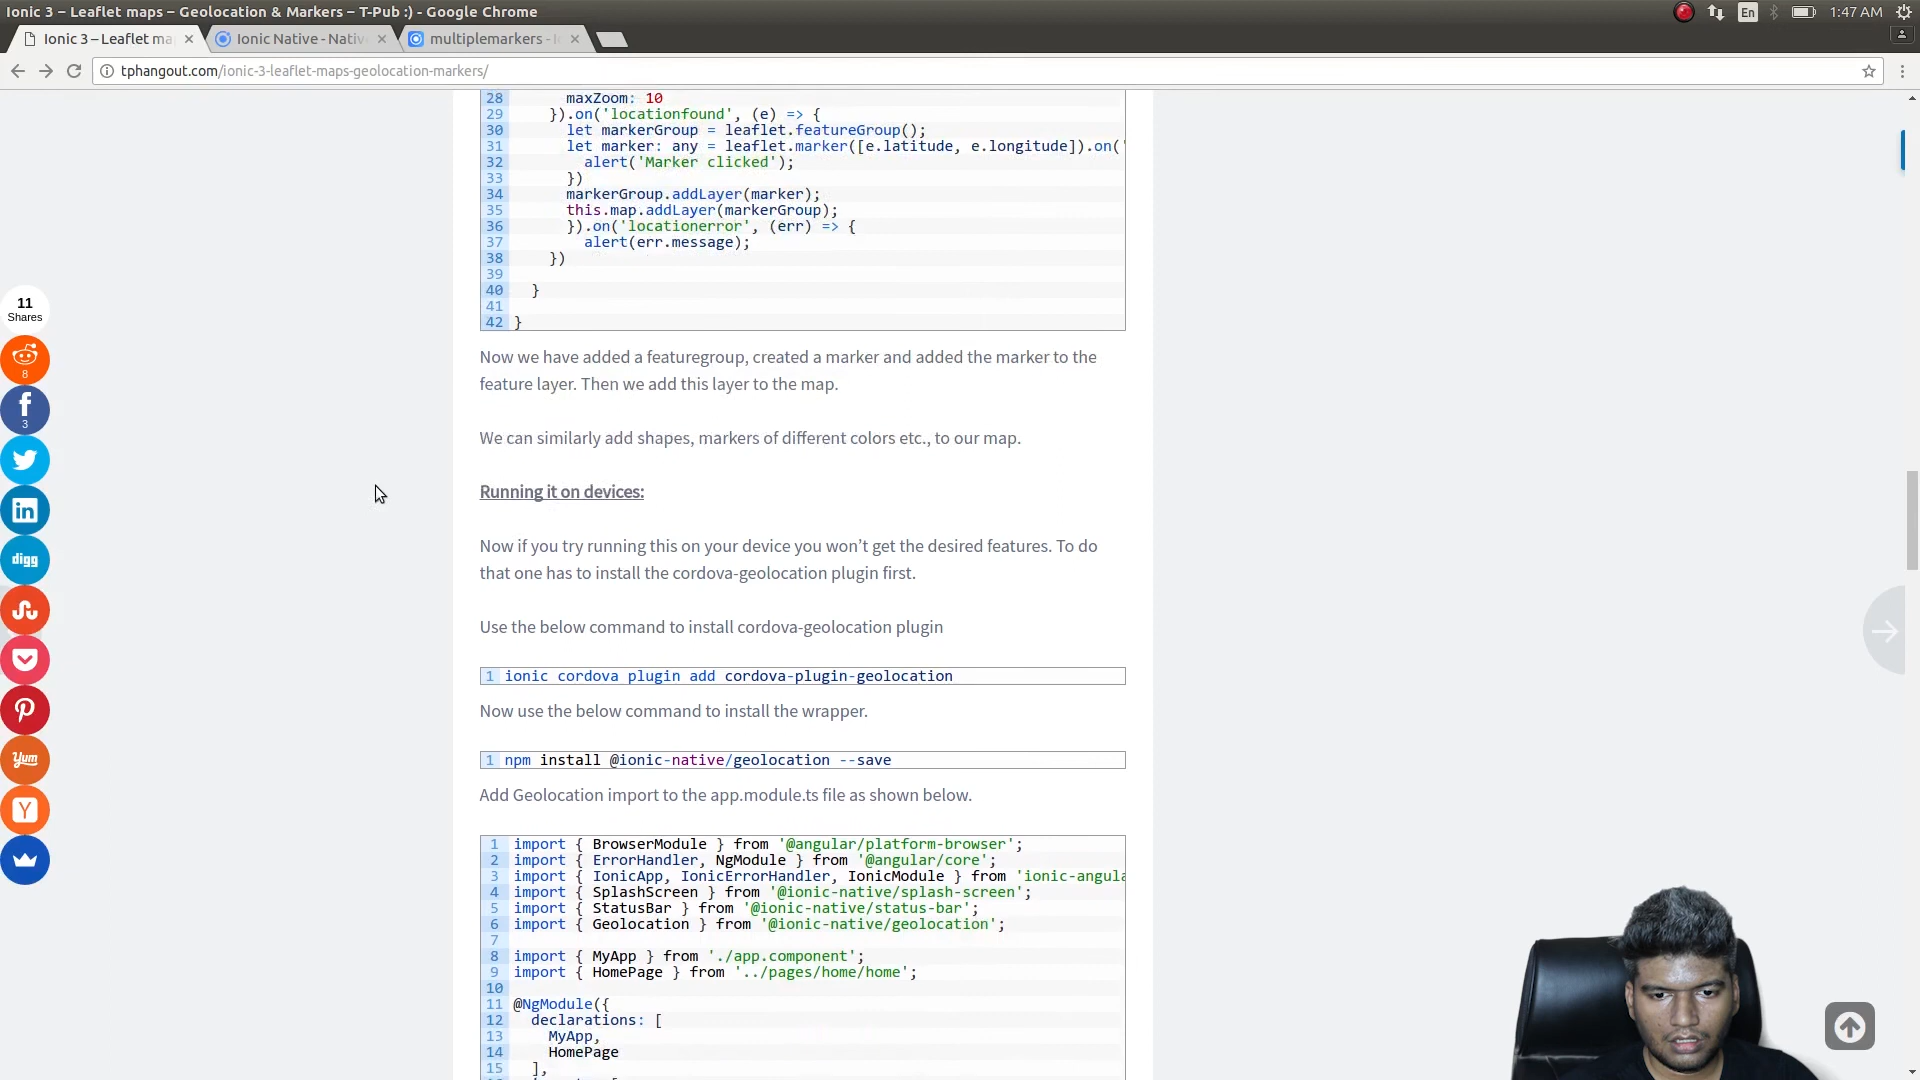 Ionic 3 – Leaflet maps – Geolocation & Markers – T-Pub :) - Google Chrome
En
1:47 AM
Ionic 3 – Leaflet ma
Ionic Native - Nativ
multiplemarkers - I
tphangout.com/ionic-3-leaflet-maps-geolocation-markers/
28 maxZoom: 10
29 }).on('locationfound', (e) => {
30 let markerGroup = leaflet.featureGroup();
31 let marker: any = leaflet.marker([e.latitude, e.longitude]).on('
32 alert('Marker clicked');
33 })
34 markerGroup.addLayer(marker);
35 this.map.addLayer(markerGroup);
36 }).on('locationerror', (err) => {
37 alert(err.message);
38 })
39
40 }
41
42 }
11
Shares
8
3
digg
Yum
Y
Now we have added a featuregroup, created a marker and added the marker to the
feature layer. Then we add this layer to the map.
We can similarly add shapes, markers of different colors etc., to our map.
Running it on devices:
Now if you try running this on your device you won’t get the desired features. To do
that one has to install the cordova-geolocation plugin first.
Use the below command to install cordova-geolocation plugin
1 ionic cordova plugin add cordova-plugin-geolocation
Now use the below command to install the wrapper.
1 npm install @ionic-native/geolocation --save
Add Geolocation import to the app.module.ts file as shown below.
1 import { BrowserModule } from '@angular/platform-browser';
2 import { ErrorHandler, NgModule } from '@angular/core';
3 import { IonicApp, IonicErrorHandler, IonicModule } from 'ionic-angula
4 import { SplashScreen } from '@ionic-native/splash-screen';
5 import { StatusBar } from '@ionic-native/status-bar';
6 import { Geolocation } from '@ionic-native/geolocation';
7
8 import { MyApp } from './app.component';
9 import { HomePage } from '../pages/home/home';
10
11 @NgModule({
12 declarations: [
13 MyApp,
14 HomePage
15 ],